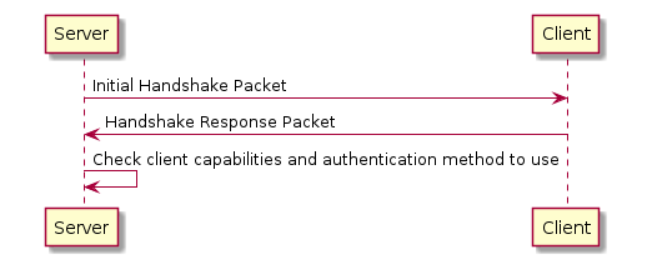 Server
Client
Initial Handshake Packet
Handshake Response Packet
Check client capabilities and authentication method to use
Server
Client